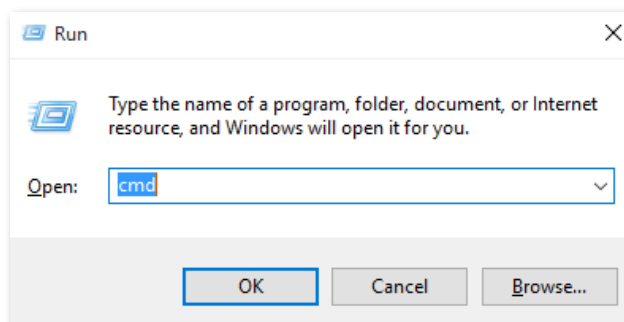 Run
Type the name of a program, folder, document, or Internet
resource, and Windows will open it for you.
Open: cmd
OK Cancel Browse...